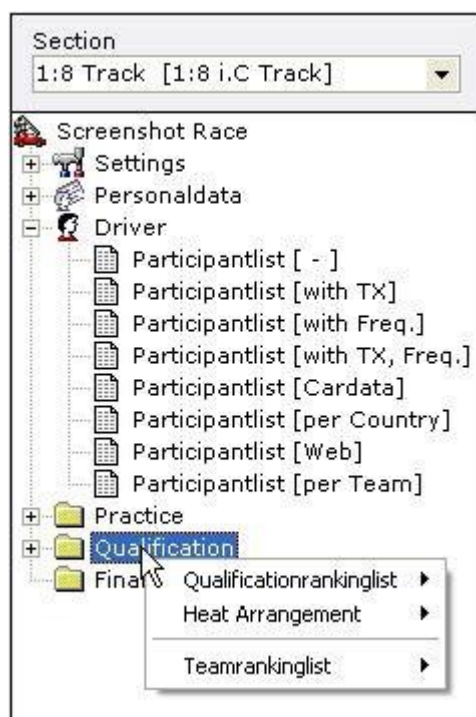 Section
1:8 Track [1:8 i.C Track]
Screenshot Race
Settings
Personaldata
Driver
Participantlist [ - ]
Participantlist [with TX]
Participantlist [with Freq.]
Participantlist [with TX, Freq.]
Participantlist [Cardata]
Participantlist [per Country]
Participantlist [Web]
Participantlist [per Team]
Practice
Qualification
Qualificationrankinglist
Heat Arrangement
Teamrankinglist